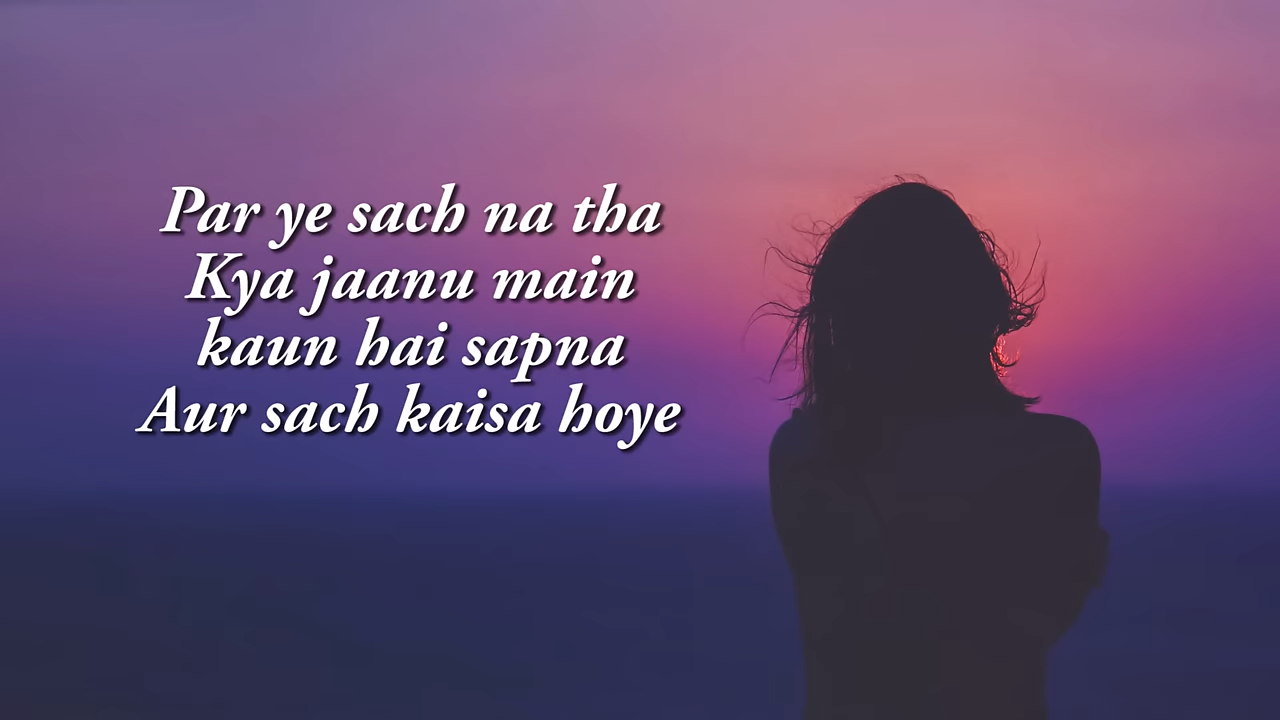 Par ye sach na tha
Kya jaanu main
kaun hai sapna
Aur sach kaisa hoye